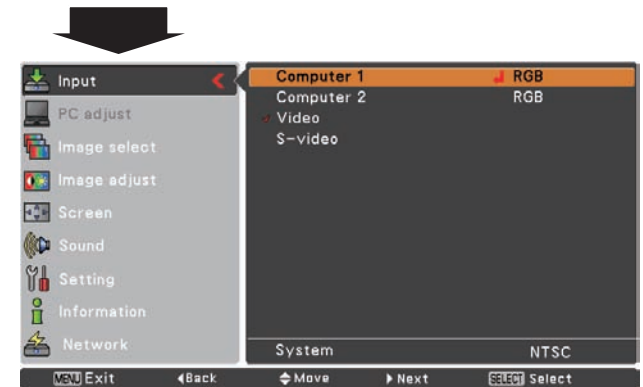 Input
PC adjust
Image select
Image adjust
Screen
Sound
Setting
Information
Network
Computer 1 RGB
Computer 2 RGB
Video
S-video
System NTSC
MENU Exit Back Move Next SELECT Select